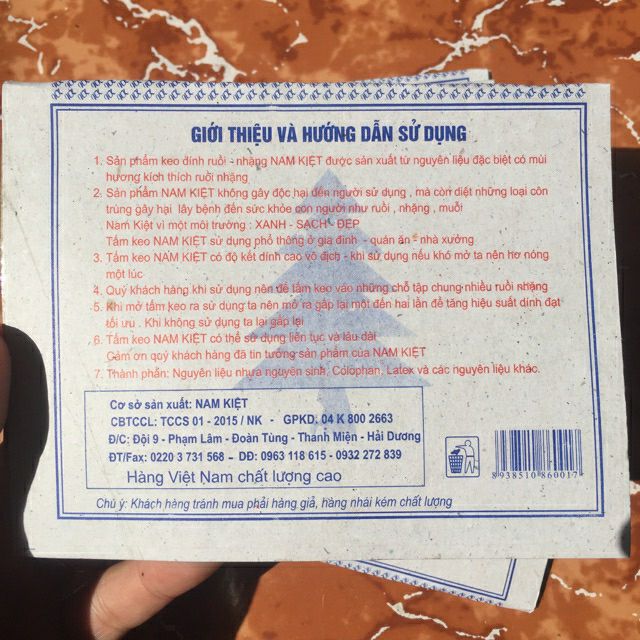 GIỚI THIỆU VÀ HƯỚNG DẪN SỬ DỤNG
1. Sản phẩm keo dính ruồi - nhặng NAM KIỆT được sản xuất từ nguyên liệu đặc biệt có mùi
hương kích thích ruồi nhặng
2. Sản phẩm NAM KIỆT không gây độc hại đến người sử dụng , mà còn diệt những loại côn
trùng gây hại lây bệnh đến sức khỏe con người như ruồi , nhặng , muỗi
Nam Kiệt vì một môi trường : XANH - SẠCH - ĐẸP
Tấm keo NAM KIỆT sử dụng phổ thông ở gia đình - quán ăn - nhà xưởng
3. Tấm keo NAM KIỆT có độ kết dính cao vô địch - khi sử dụng nếu khó mở ta nên hơ nóng
một lúc
4. Quý khách hàng khi sử dụng nên để tấm keo vào những chỗ tập chung nhiều ruồi nhặng
5. Khi mở tấm keo ra sử dụng ta nên mở ra gấp lại một đến hai lần để tăng hiệu suất dính đạt
tối ưu . Khi không sử dụng ta lại gấp lại
6. Tấm keo NAM KIỆT có thể sử dụng liên tục và lâu dài
Cảm ơn quý khách hàng đã tin tưởng sản phẩm của NAM KIỆT
7. Thành phần: Nguyên liệu nhựa nguyên sinh, Colophan, Latex và các nguyên liệu khác.
Cơ sở sản xuất: NAM KIỆT
CBTCCL: TCCS 01 - 2015 / NK - GPKD: 04 K 800 2663
Đ/C: Đội 9 - Phạm Lâm - Đoàn Tùng - Thanh Miện - Hải Dương
ĐT/Fax: 0220 3 731 568 – DĐ: 0963 118 615 - 0932 272 839
Hàng Việt Nam chất lượng cao
8938510860017
Chú ý: Khách hàng tránh mua phải hàng giả, hàng nhái kém chất lượng